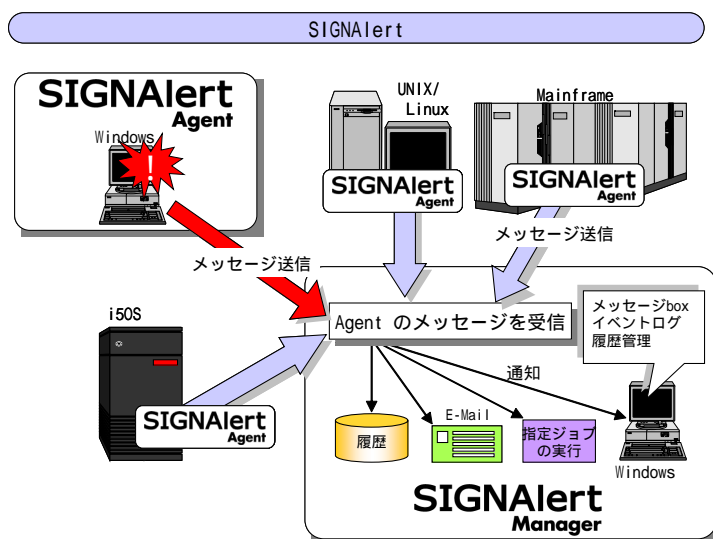 SIGNAlert
SIGNAlert
Agent
Windows
!
UNIX/
Linux
SIGNAlert
Agent
Mainframe
SIGNAlert
Agent
メッセージ送信
メッセージ送信
i5OS
SIGNAlert
Agent
Agent のメッセージを受信
メッセージbox
イベントログ
履歴管理
通知
履歴
E-Mail
指定ジョブ
の実行
Windows
SIGNAlert
Manager